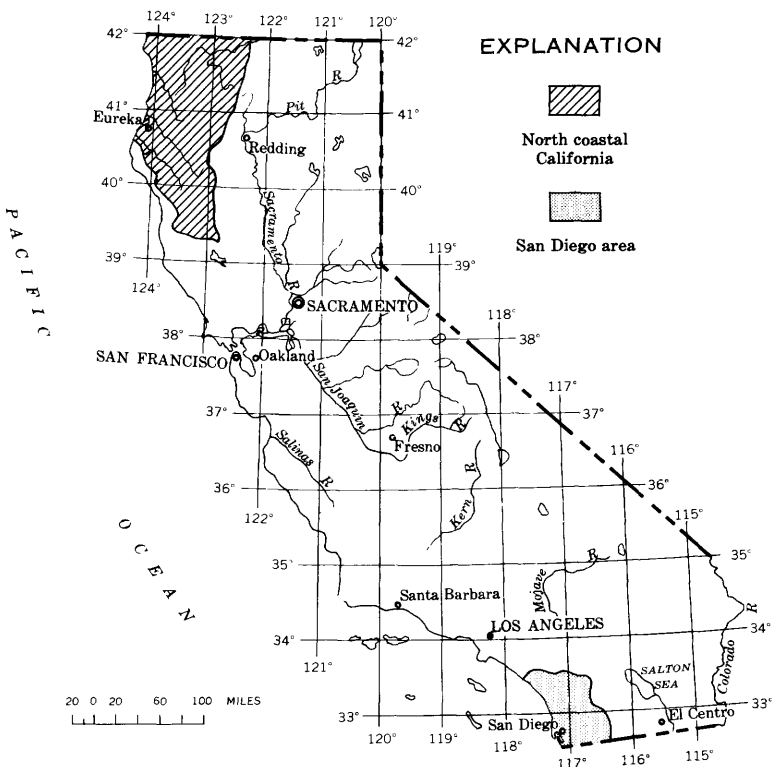 124° 123° 122° 121° 120°
42° 42°
EXPLANATION
R
Pit
41° 41°
Eureka
Redding
North coastal
California
40° 40°
Sacramento
R
San Diego area
PACIFIC
119°
39° 39°
124°
SACRAMENTO
118°
38° 38°
SAN FRANCISCO
Oakland
San Joaquin
117°
R
37° 37°
Kings
R
Fresno
Salinas
R
116°
R
36° 36°
Kern
122°
115°
OCEAN
35° 35°
R
Mojave
Santa Barbara
R
LOS ANGELES
34° 34°
121°
Colorado
SALTON
SEA
20 0 20 60 100 MILES
33° 33°
San Diego
El Centro
120° 119° 118° 117° 116° 115°